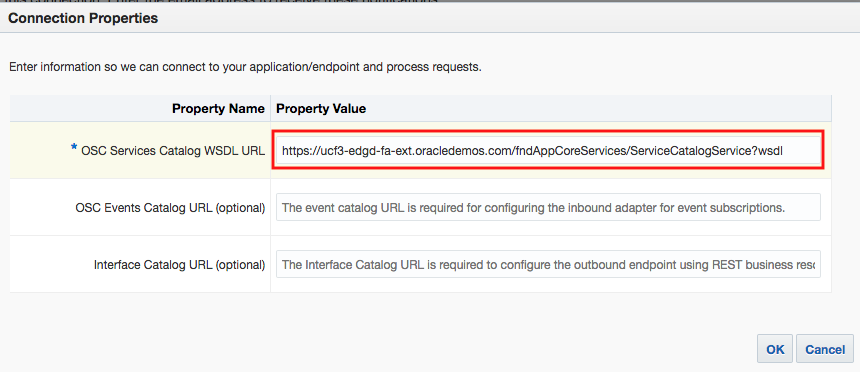 Connection Properties
Enter information so we can connect to your application/endpoint and process requests.
Property Name Property Value
* OSC Services Catalog WSDL URL https://ucf3-edgd-fa-ext.oracledemos.com/fndAppCoreServices/ServiceCatalogService?wsdl
OSC Events Catalog URL (optional) The event catalog URL is required for configuring the inbound adapter for event subscriptions.
Interface Catalog URL (optional) The Interface Catalog URL is required to configure the outbound endpoint using REST business resc
OK Cancel